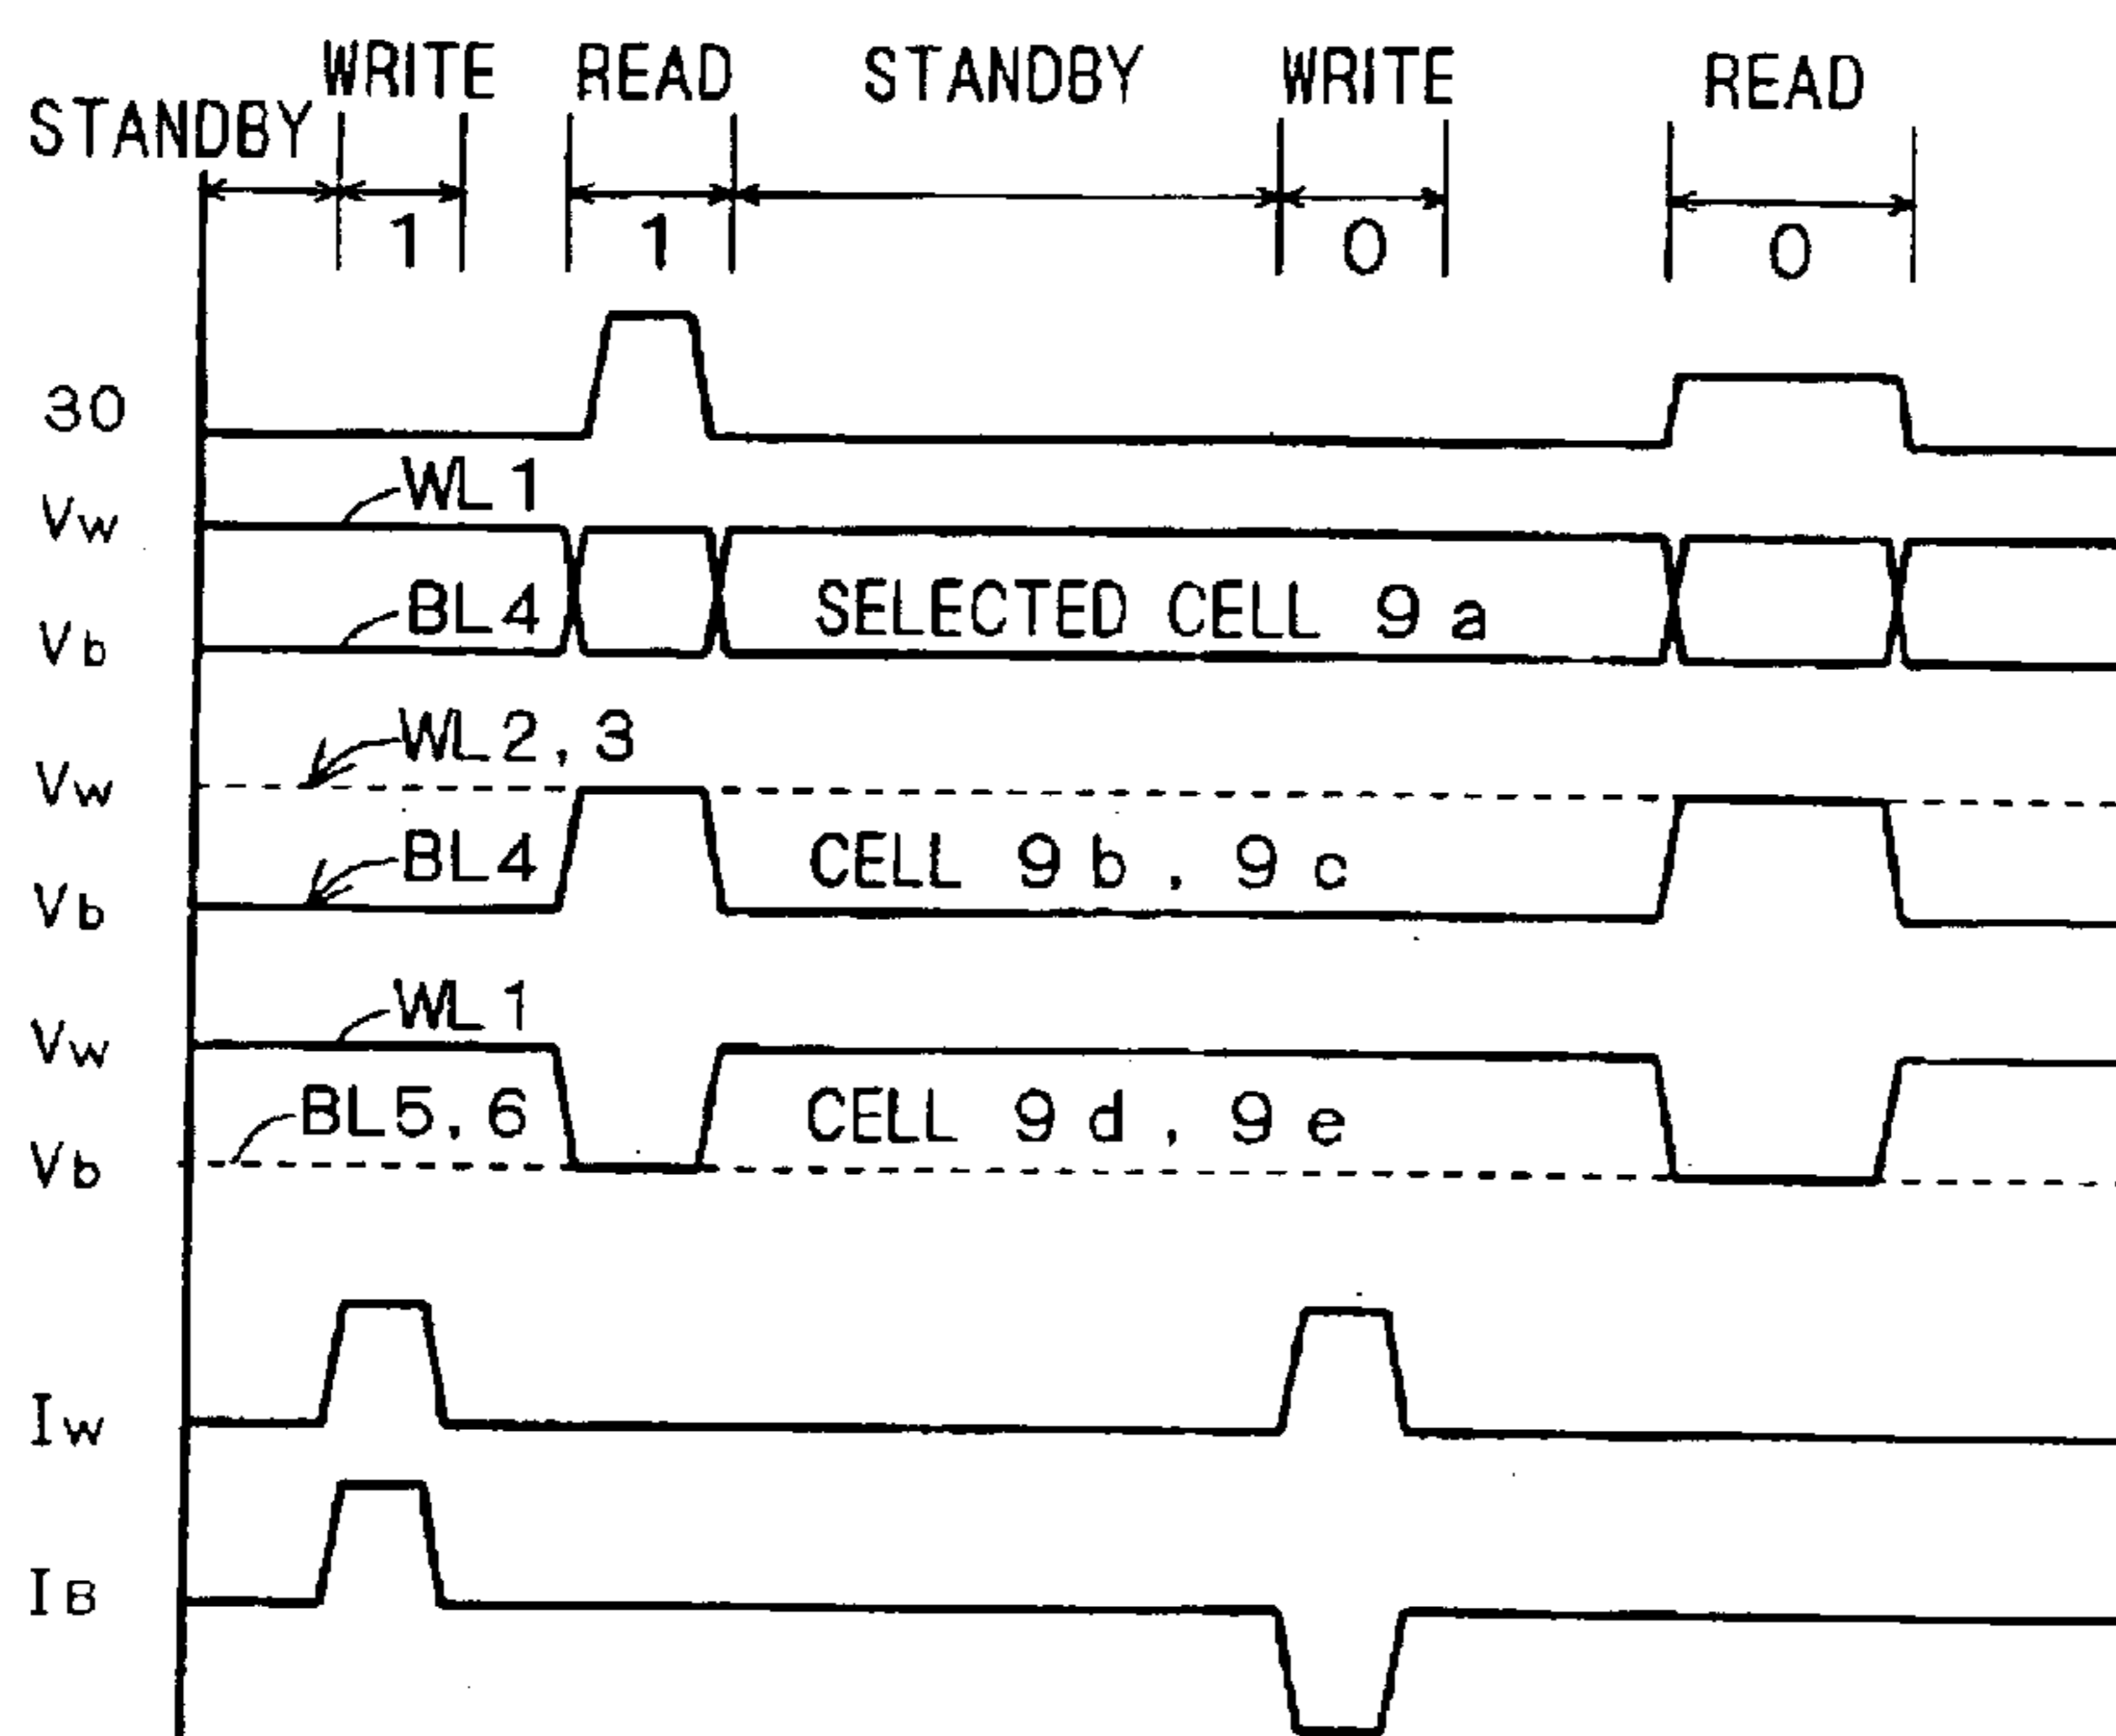 STANDBY WRITE READ STANDBY WRITE READ
1 1 0 0
30
Vw WL1
Vb BL4 SELECTED CELL 9a
Vw WL2,3
Vb BL4 CELL 9b, 9c
Vw WL1
Vb BL5,6 CELL 9d, 9e
Iw
IB